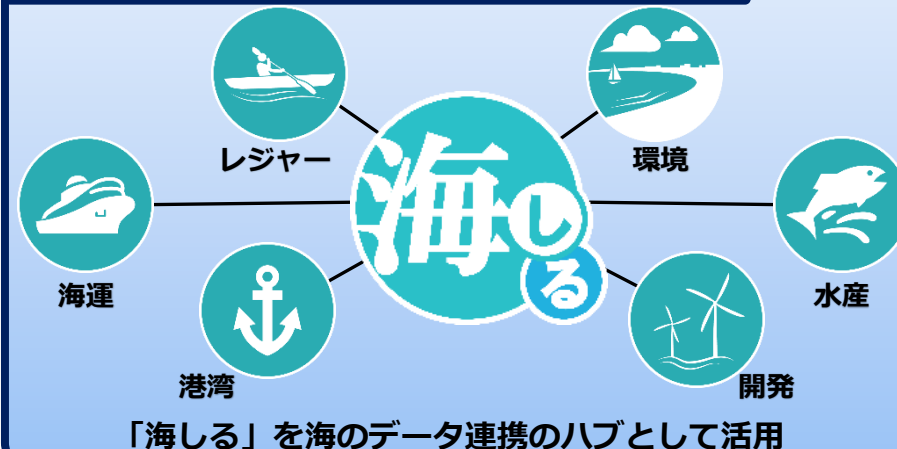 レジャー
環境
海しる
海運
水産
港湾
開発
「海しる」を海のデータ連携のハブとして活用